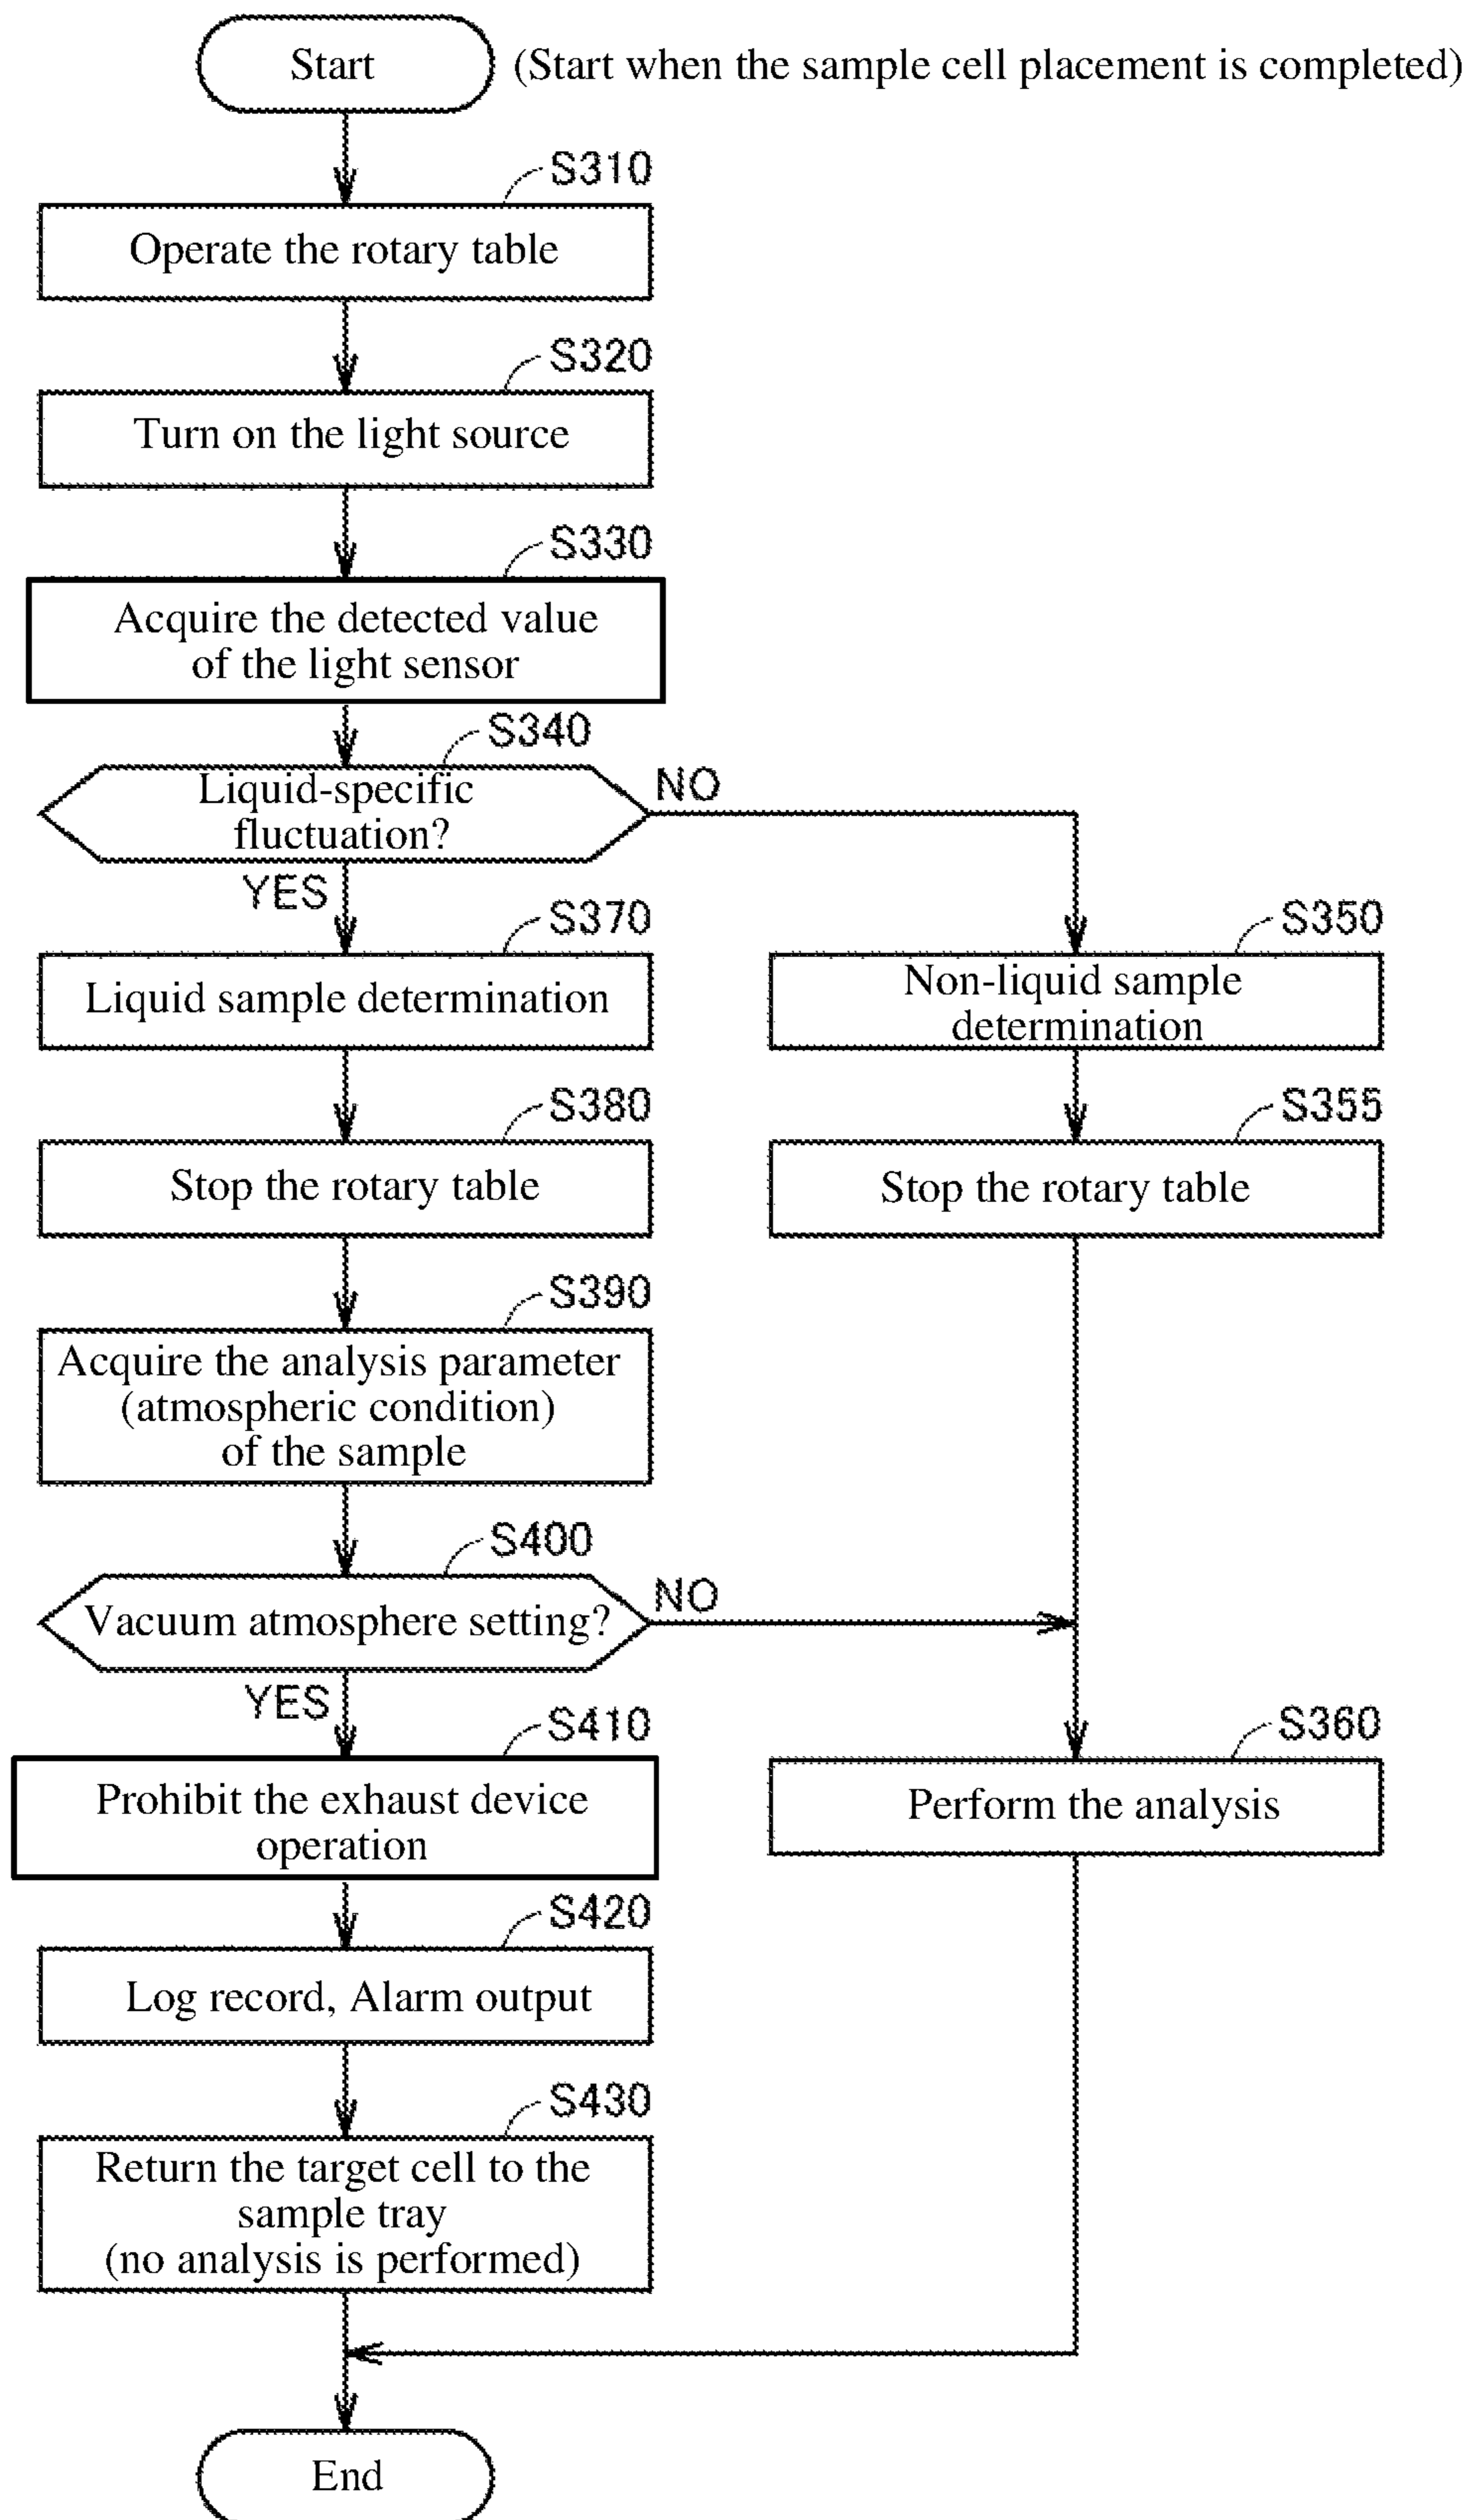 Start
(Start when the sample cell placement is completed)
S310
Operate the rotary table
S320
Turn on the light source
S330
Acquire the detected value
of the light sensor
S340
Liquid-specific
fluctuation?
NO
YES
S370
Liquid sample determination
S350
Non-liquid sample
determination
S380
Stop the rotary table
S355
Stop the rotary table
S390
Acquire the analysis parameter
(atmospheric condition)
of the sample
S400
Vacuum atmosphere setting?
NO
YES
S410
Prohibit the exhaust device
operation
S360
Perform the analysis
S420
Log record, Alarm output
S430
Return the target cell to the
sample tray
(no analysis is performed)
End